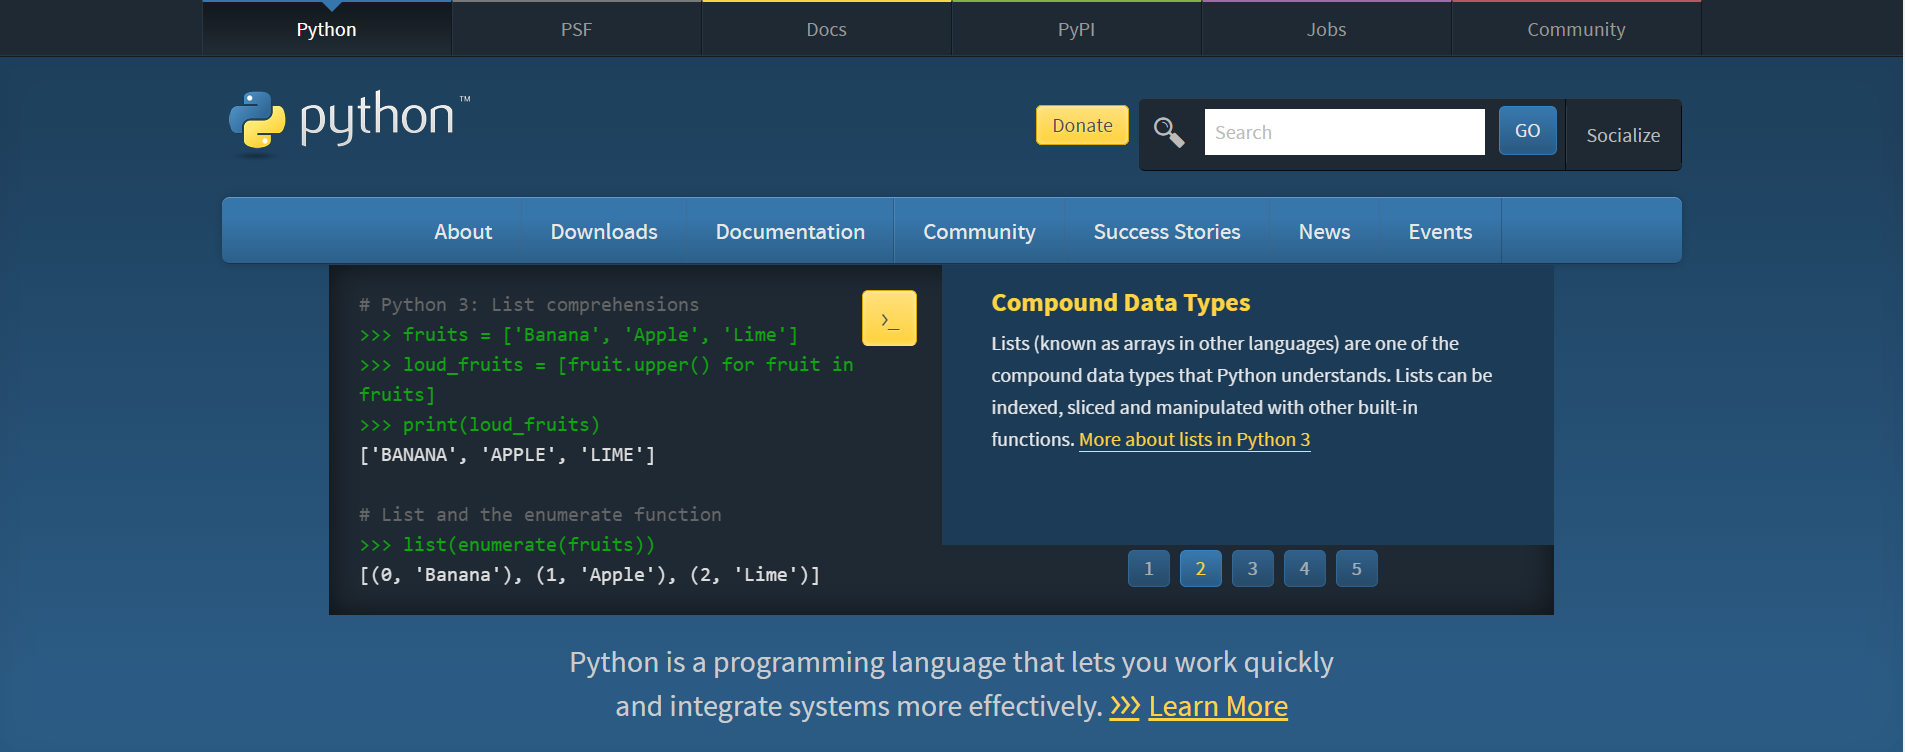 Python
PSF
Docs
PyPI
Jobs
Community
python™
Donate
Search
GO
Socialize
About
Downloads
Documentation
Community
Success Stories
News
Events
# Python 3: List comprehensions
>>> fruits = ['Banana', 'Apple', 'Lime']
>>> loud_fruits = [fruit.upper() for fruit in
fruits]
>>> print(loud_fruits)
['BANANA', 'APPLE', 'LIME']
# List and the enumerate function
>>> list(enumerate(fruits))
[(0, 'Banana'), (1, 'Apple'), (2, 'Lime')]
>_
Compound Data Types
Lists (known as arrays in other languages) are one of the
compound data types that Python understands. Lists can be
indexed, sliced and manipulated with other built-in
functions. More about lists in Python 3
1
2
3
4
5
Python is a programming language that lets you work quickly
and integrate systems more effectively. >>> Learn More